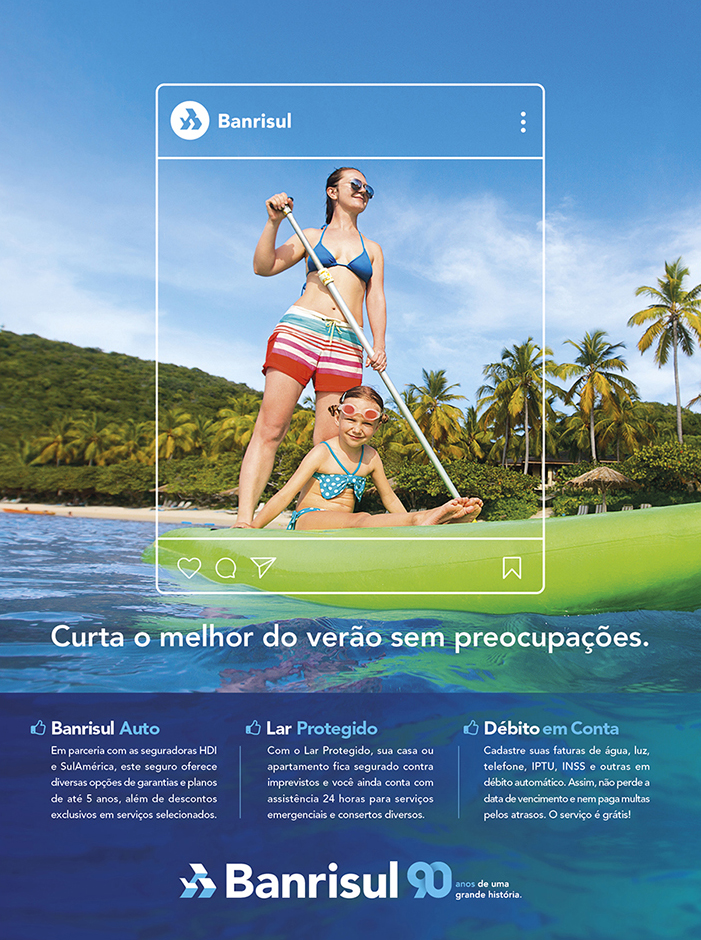 Banrisul
Curta o melhor do verão sem preocupações.
Banrisul Auto
Em parceria com as seguradoras HDI
e SulAmérica, este seguro oferece
diversas opções de garantias e planos
de até 5 anos, além de descontos
exclusivos em serviços selecionados.
Lar Protegido
Com o Lar Protegido, sua casa ou
apartamento fica segurado contra
imprevistos e você ainda conta com
assistência 24 horas para serviços
emergenciais e consertos diversos.
Débito em Conta
Cadastre suas faturas de água, luz,
telefone, IPTU, INSS e outras em
débito automático. Assim, não perde a
data de vencimento e nem paga multas
pelos atrasos. O serviço é grátis!
Banrisul 90
anos de uma
grande história.